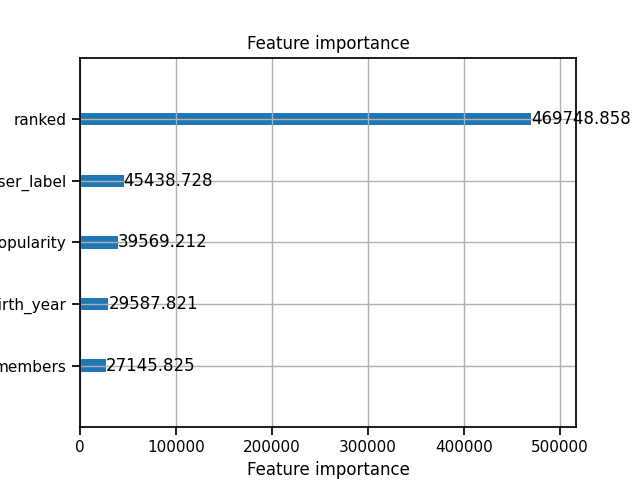 Feature importance
ranked 469748.858
ser_label 45438.728
opularity 39569.212
irth_year 29587.821
members 27145.825
0 100000 200000 300000 400000 500000
Feature importance